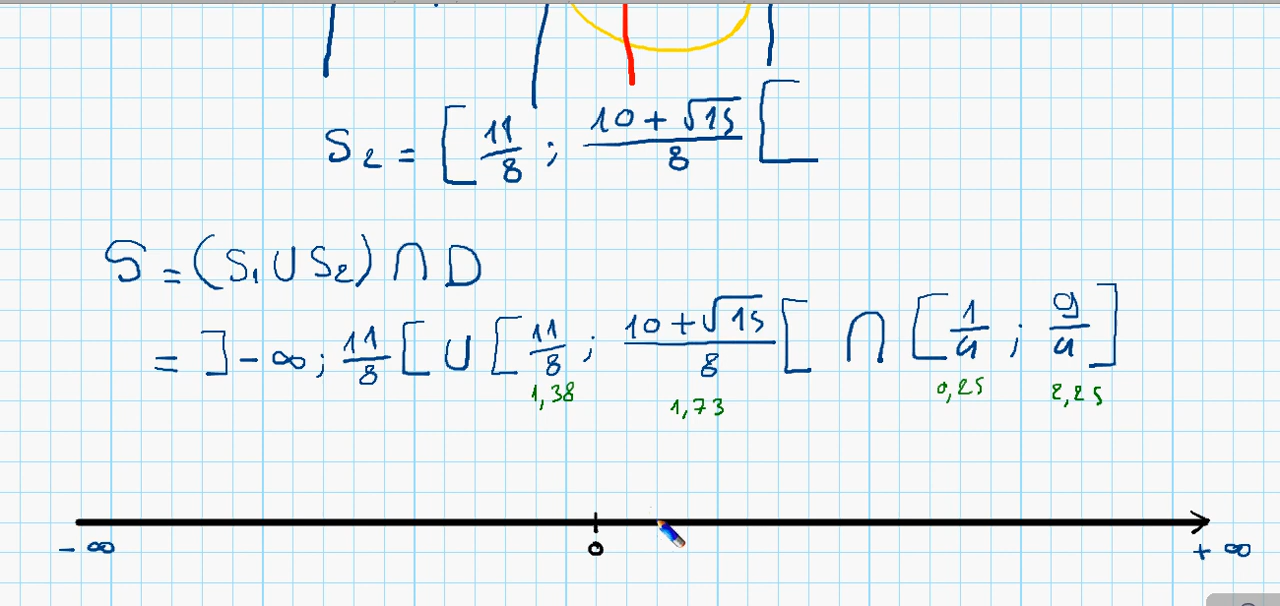 S₂ = [ 11/8 ; (10 + √15)/8 [
S = (S₁ ∪ S₂) ∩ D
= ] - ∞ ; 11/8 [ ∪ [ 11/8 ; (10 + √15)/8 [ ∩ [ 1/4 ; 9/4 ]
1,38 1,73 0,25 2,25
- ∞ 0 + ∞